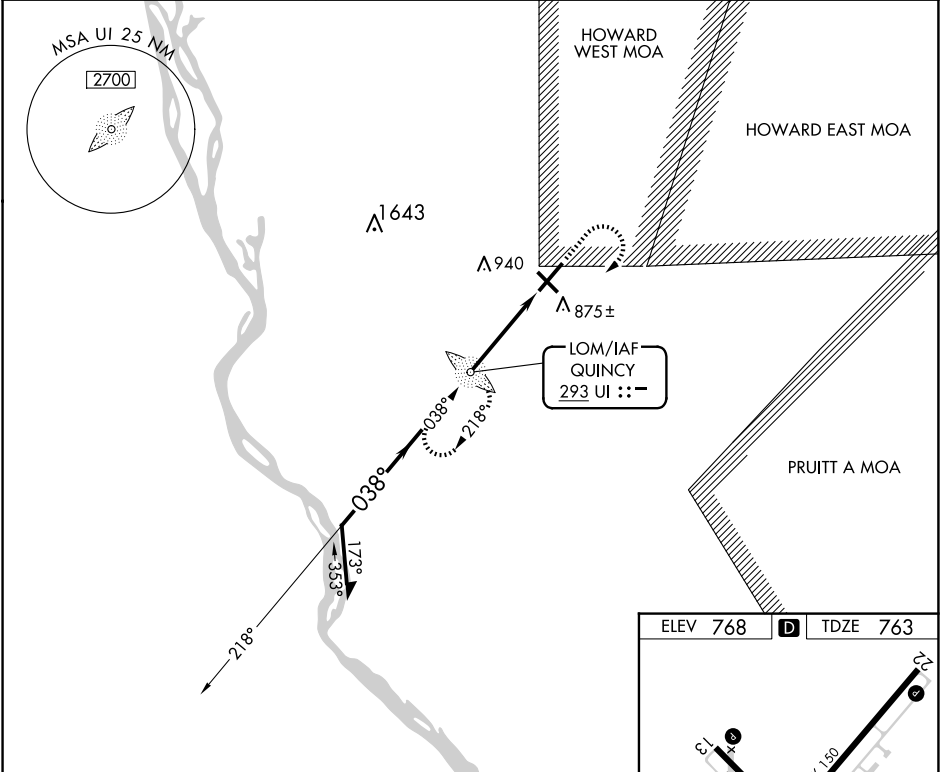 MSA UI 25 NM
2700
HOWARD
WEST MOA
HOWARD EAST MOA
1643
940
875±
LOM/IAF
QUINCY
293 UI
038°
218°
038°
PRUITT A MOA
173°
353°
218°
ELEV 768 D TDZE 763
22
P
P
13
X 150